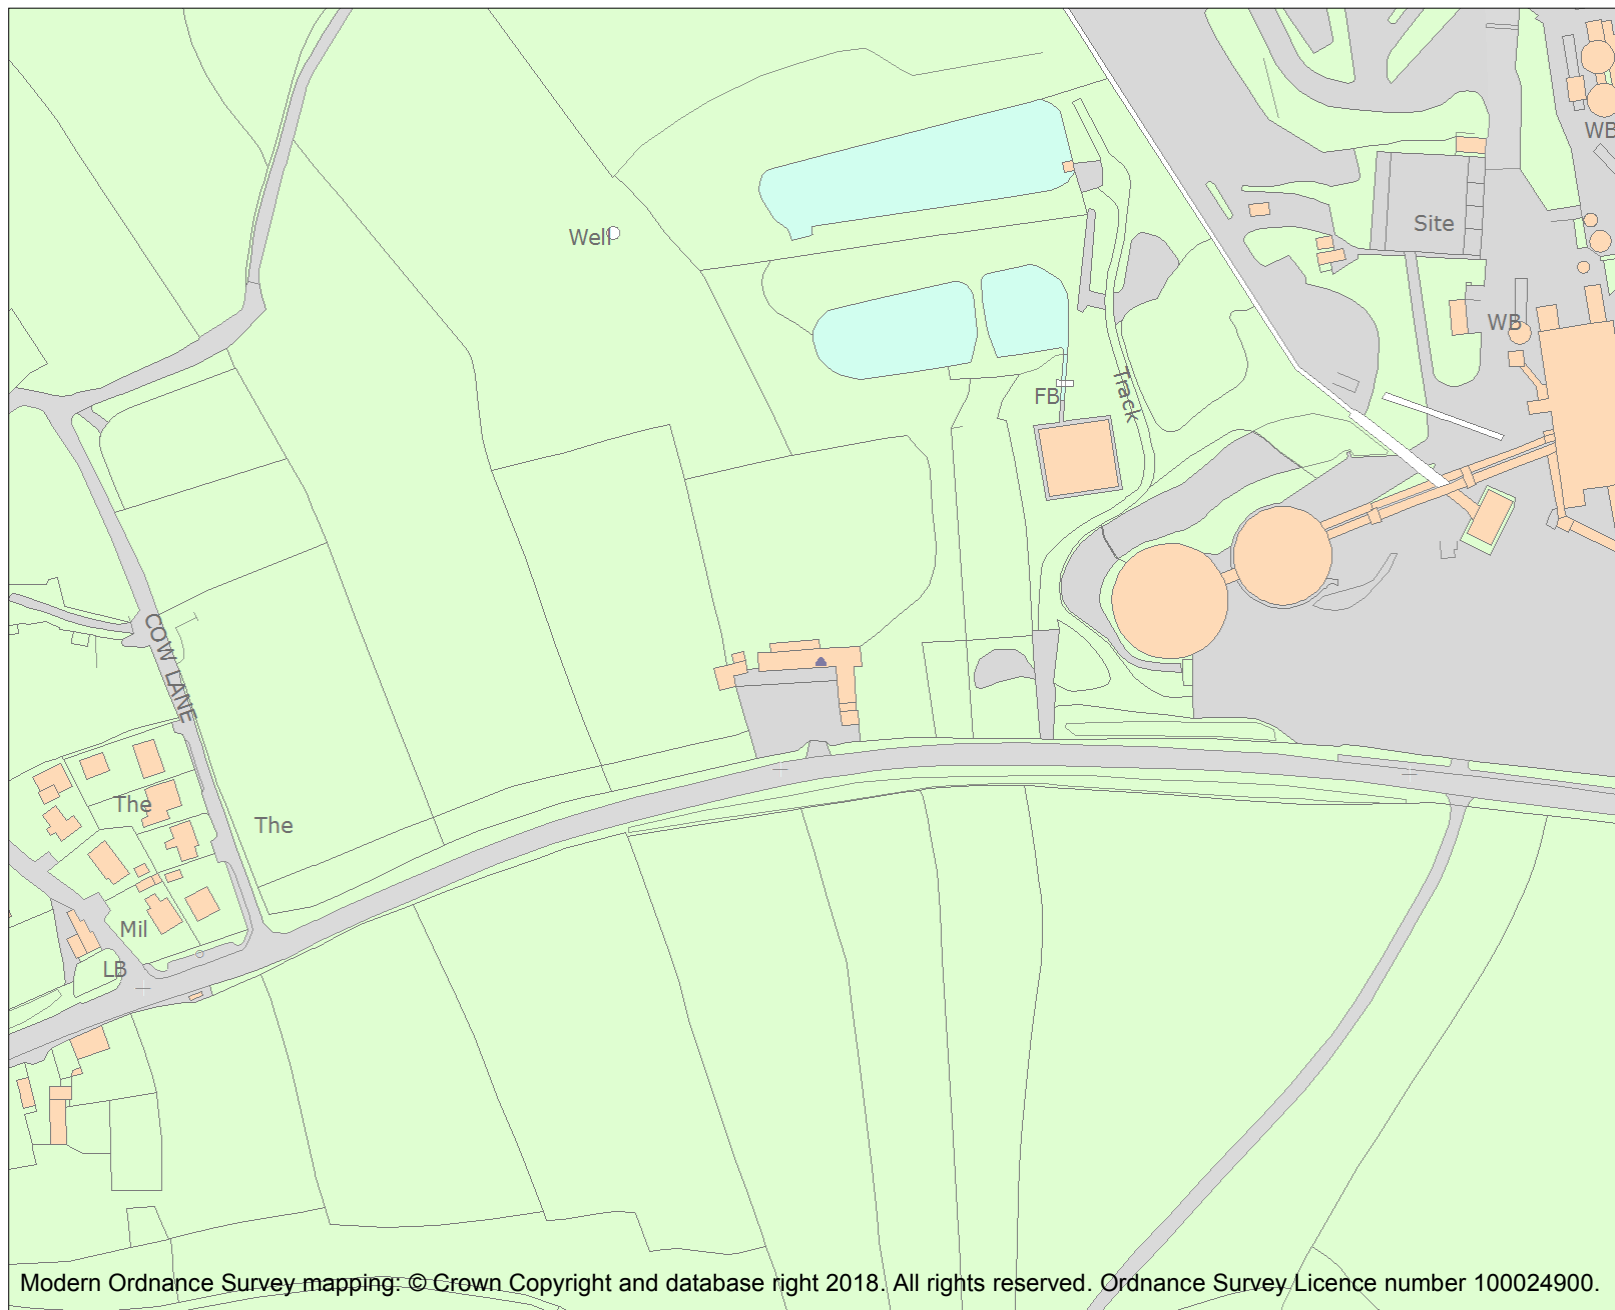 WB
Site
Well
WB
Track
FB
COW LANE
The
The
Mil
LB
Modern Ordnance Survey mapping: © Crown Copyright and database right 2018. All rights reserved. Ordnance Survey Licence number 100024900.